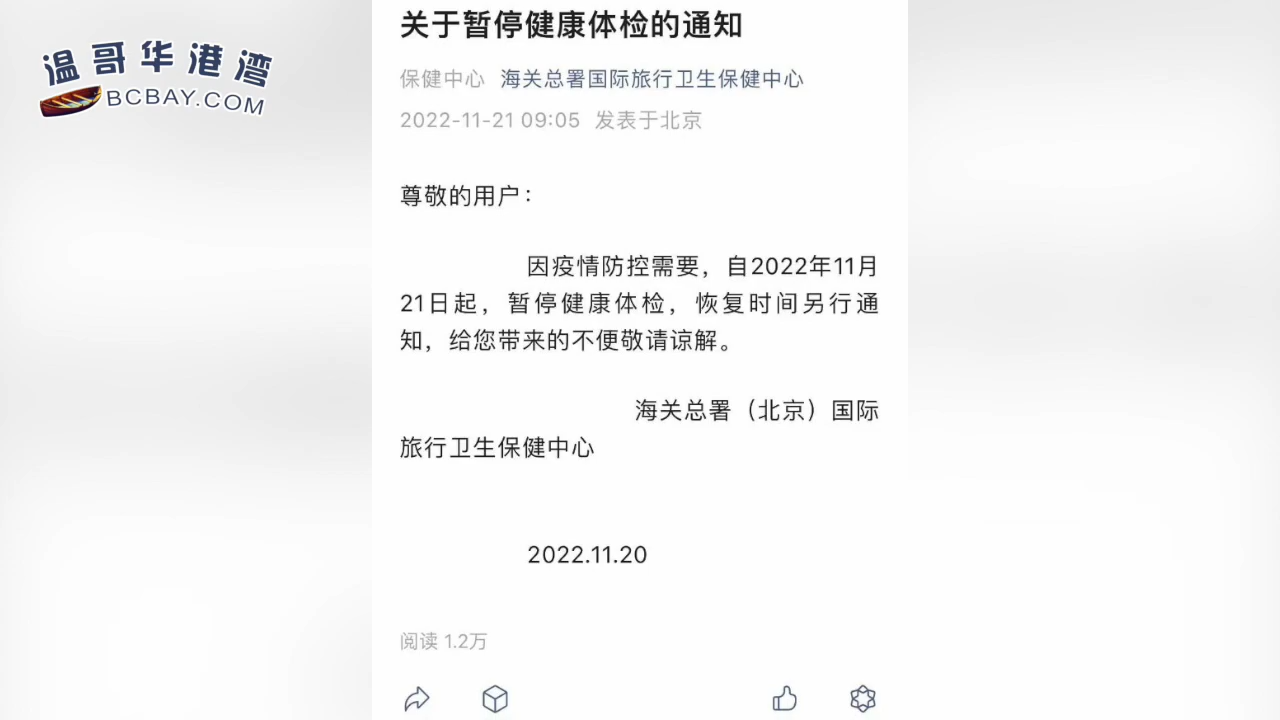 关于暂停健康体检的通知
温哥华港湾
BCBAY.COM
保健中心 海关总署国际旅行卫生保健中心
2022-11-21 09:05 发表于北京
尊敬的用户：
因疫情防控需要，自2022年11月
21日起，暂停健康体检，恢复时间另行通
知，给您带来的不便敬请谅解。
海关总署（北京）国际
旅行卫生保健中心
2022.11.20
阅读 1.2万